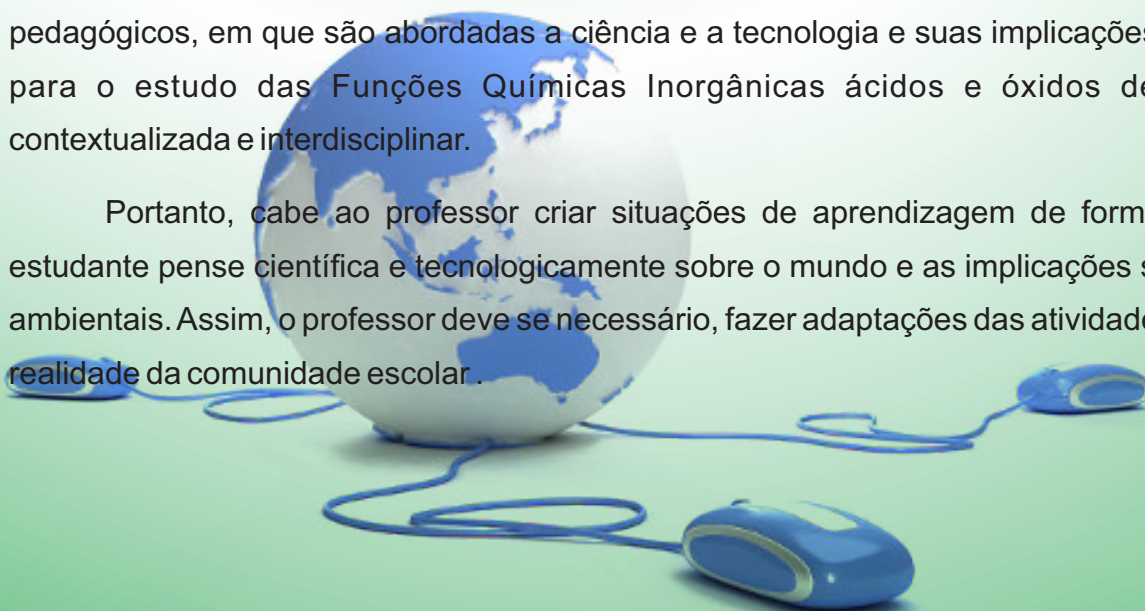 pedagógicos, em que são abordadas a ciência e a tecnologia e suas implicações
para o estudo das Funções Químicas Inorgânicas ácidos e óxidos de
contextualizada e interdisciplinar.
Portanto, cabe ao professor criar situações de aprendizagem de form
estudante pense científica e tecnologicamente sobre o mundo e as implicações s
ambientais. Assim, o professor deve se necessário, fazer adaptações das atividad
realidade da comunidade escolar .